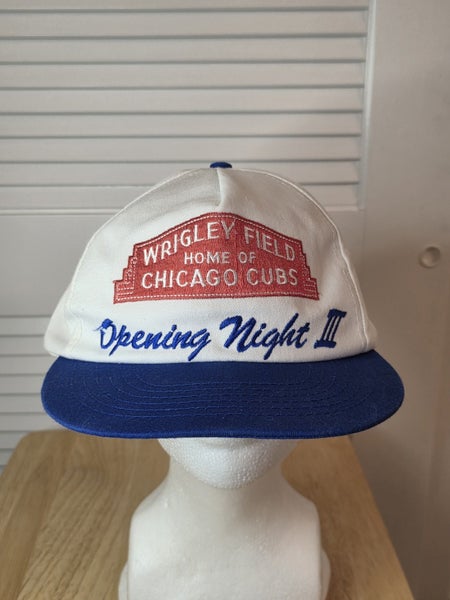 WRIGLEY FIELD
HOME OF
CHICAGO CUBS
Opening Night III